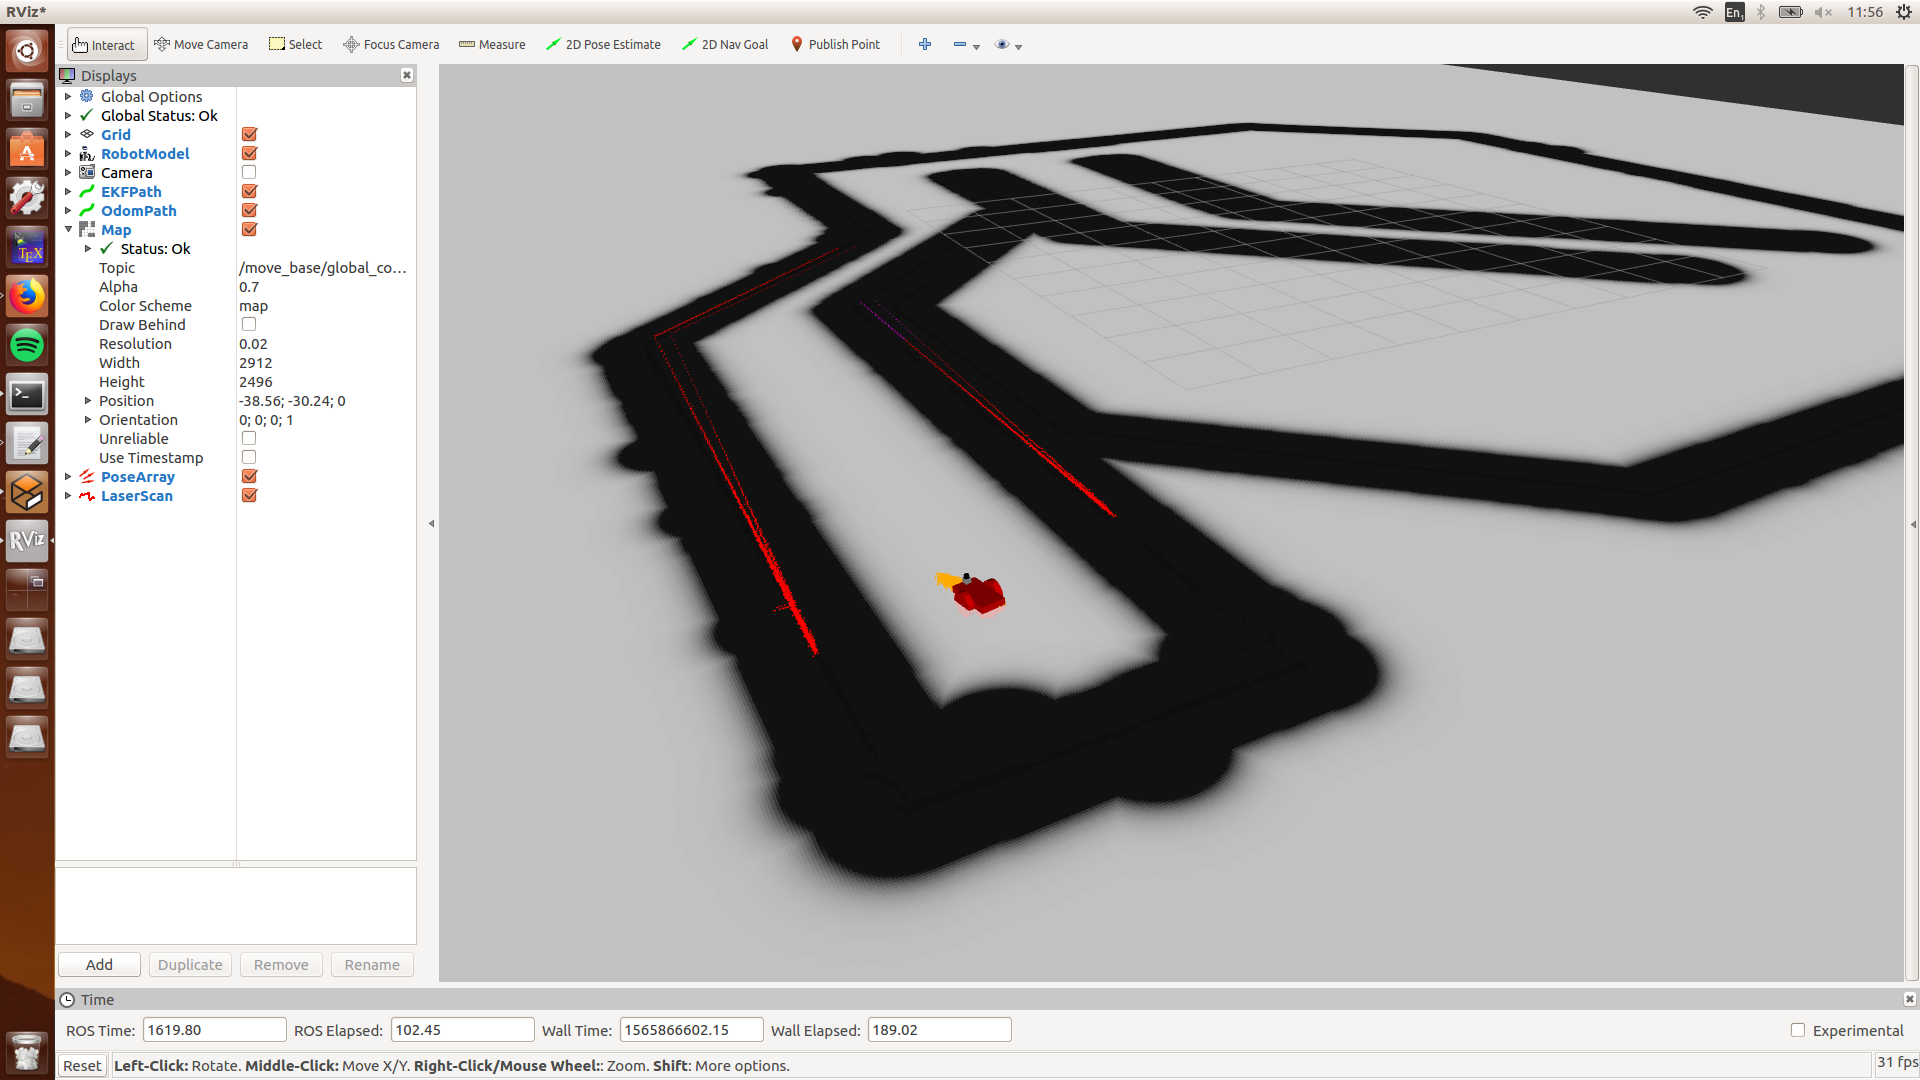 RViz*
En1
11:56
Interact
Move Camera
Select
Focus Camera
Measure
2D Pose Estimate
2D Nav Goal
Publish Point
Displays
Global Options
Global Status: Ok
Grid
RobotModel
Camera
EKFPath
OdomPath
Map
Status: Ok
Topic /move_base/global_co...
Alpha 0.7
Color Scheme map
Draw Behind
Resolution 0.02
Width 2912
Height 2496
Position -38.56; -30.24; 0
Orientation 0; 0; 0; 1
Unreliable
Use Timestamp
PoseArray
LaserScan
TEX
RViz
Add
Duplicate
Remove
Rename
Time
ROS Time: 1619.80 ROS Elapsed: 102.45 Wall Time: 1565866602.15 Wall Elapsed: 189.02 Experimental
Reset Left-Click: Rotate. Middle-Click: Move X/Y. Right-Click/Mouse Wheel:: Zoom. Shift: More options. 31 fps